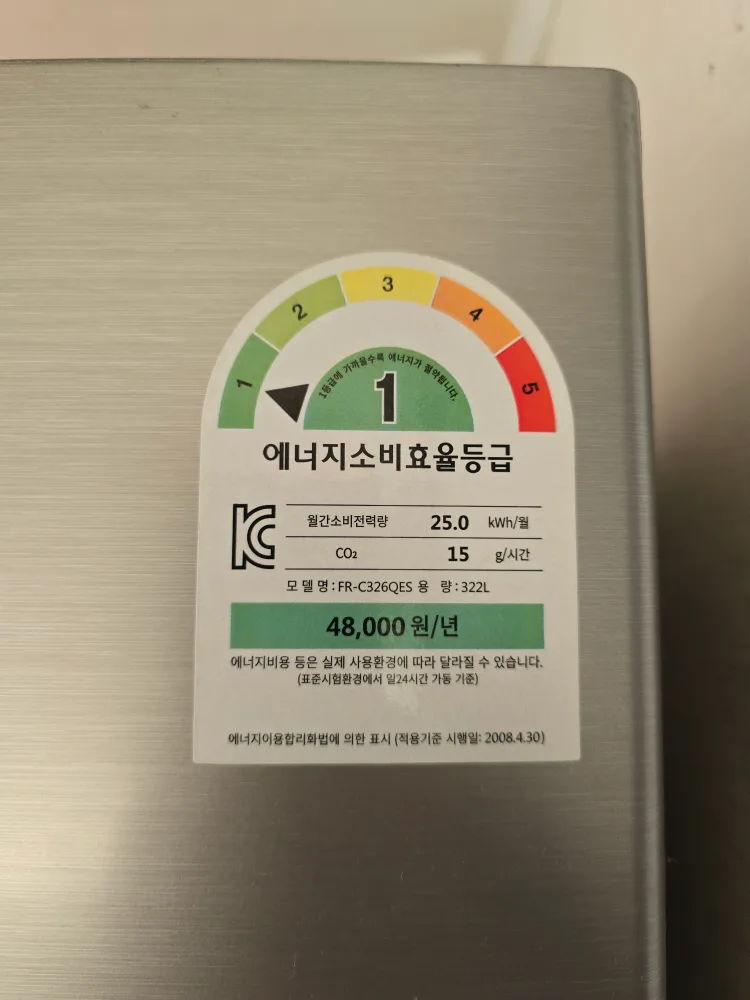 1
2
3
4
5
1등급에 가까울수록 에너지가 절약됩니다.
1
에너지소비효율등급
월간소비전력량 25.0 kWh/월
CO₂ 15 g/시간
모델명:FR-C326QES 용 량:322L
48,000원/년
에너지비용 등은 실제 사용환경에 따라 달라질 수 있습니다.
(표준시험환경에서 일24시간 가동 기준)
에너지이용합리화법에 의한 표시 (적용기준 시행일: 2008.4.30)